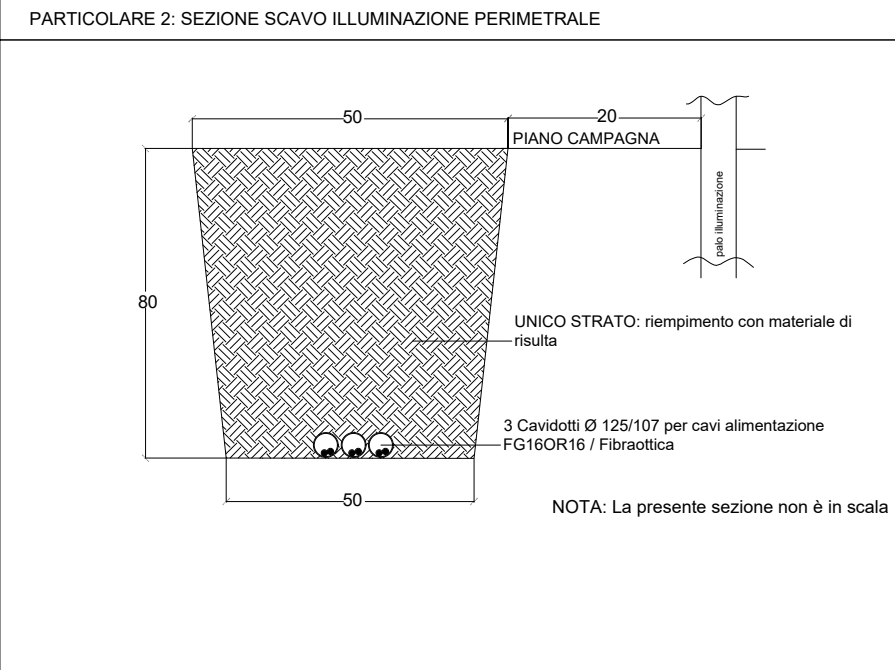 PARTICOLARE 2: SEZIONE SCAVO ILLUMINAZIONE PERIMETRALE
50
20
PIANO CAMPAGNA
palo illuminazione
80
UNICO STRATO: riempimento con materiale di
risulta
3 Cavidotti Ø 125/107 per cavi alimentazione
FG16OR16 / Fibraottica
50
NOTA: La presente sezione non è in scala